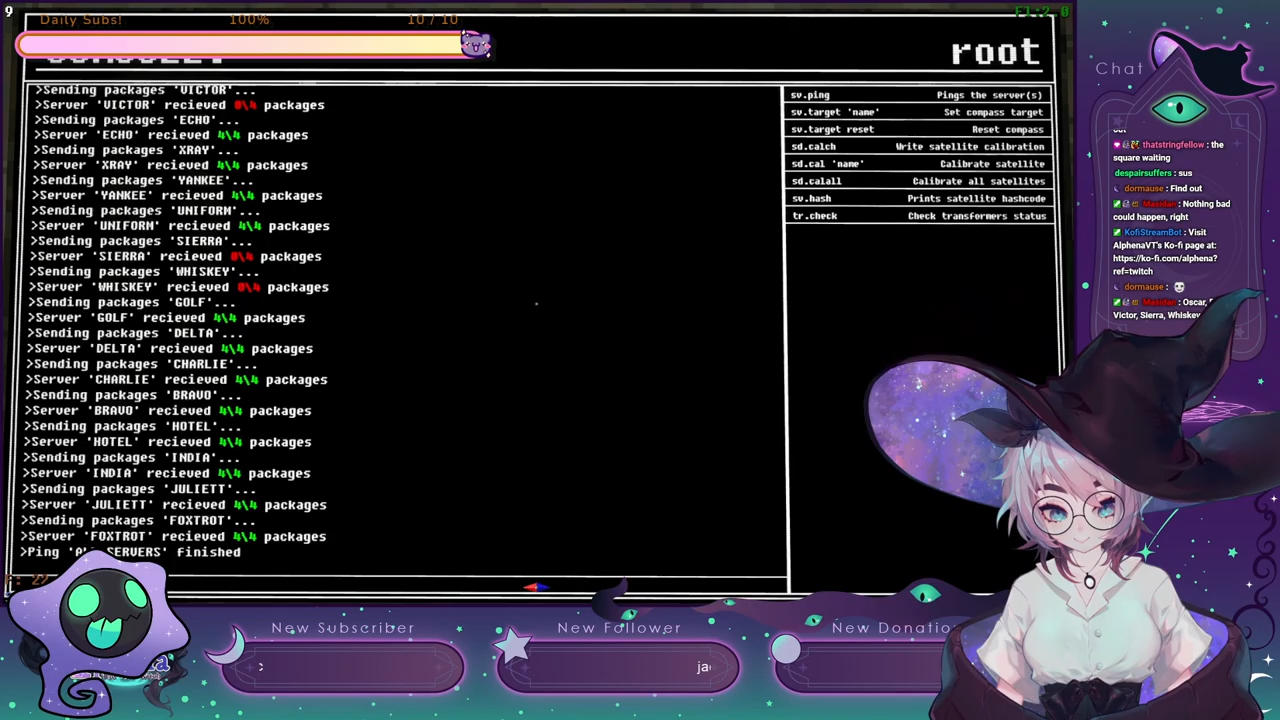 9
Daily Subs!
100%
10 / 10
root
>Sending packages 'VICTOR'...
>Server 'VICTOR' recieved 0\4 packages
>Sending packages 'ECHO'...
>Server 'ECHO' recieved 4\4 packages
>Sending packages 'XRAY'...
>Server 'XRAY' recieved 4\4 packages
>Sending packages 'YANKEE'...
>Server 'YANKEE' recieved 4\4 packages
>Sending packages 'UNIFORM'...
>Server 'UNIFORM' recieved 4\4 packages
>Sending packages 'SIERRA'...
>Server 'SIERRA' recieved 0\4 packages
>Sending packages 'WHISKEY'...
>Server 'WHISKEY' recieved 0\4 packages
>Sending packages 'GOLF'...
>Server 'GOLF' recieved 4\4 packages
>Sending packages 'DELTA'...
>Server 'DELTA' recieved 4\4 packages
>Sending packages 'CHARLIE'...
>Server 'CHARLIE' recieved 4\4 packages
>Sending packages 'BRAVO'...
>Server 'BRAVO' recieved 4\4 packages
>Sending packages 'HOTEL'...
>Server 'HOTEL' recieved 4\4 packages
>Sending packages 'INDIA'...
>Server 'INDIA' recieved 4\4 packages
>Sending packages 'JULIETT'...
>Server 'JULIETT' recieved 4\4 packages
>Sending packages 'FOXTROT'...
>Server 'FOXTROT' recieved 4\4 packages
>Ping SERVERS' finished
sv.ping Pings the server(s)
sv.target 'name' Set compass target
sv.target reset Reset compass
sd.calch Write satellite calibration
sd.cal 'name' Calibrate satellite
sd.calall Calibrate all satellites
sv.hash Prints satellite hashcode
tr.check Check transformers status
Chat
thatstringfellow : the
square waiting
despairsuffers : sus
dormause : Find out
Masidan : Nothing bad
could happen, right
KofiStreamBot : Visit
AlphenaVT's Ko-fi page at:
https://ko-fi.com/alphena?
ref=twitch
dormause :
Masidan : Oscar,
Victor, Sierra, Whiskey
New Subscriber
New Follower
ja
New Donatio